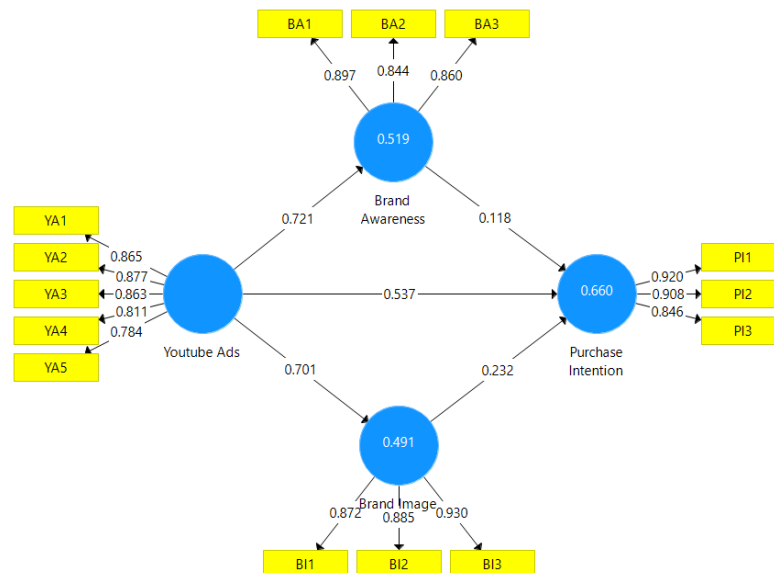 BA1
BA2
BA3
0.897
0.844
0.860
0.519
Brand
Awareness
0.721
0.118
YA1
YA2
YA3
YA4
YA5
0.865
0.877
0.863
0.811
0.784
Youtube Ads
0.537
0.660
Purchase
Intention
0.920
0.908
0.846
PI1
PI2
PI3
0.701
0.232
0.491
Brand Image
0.872
0.885
0.930
BI1
BI2
BI3